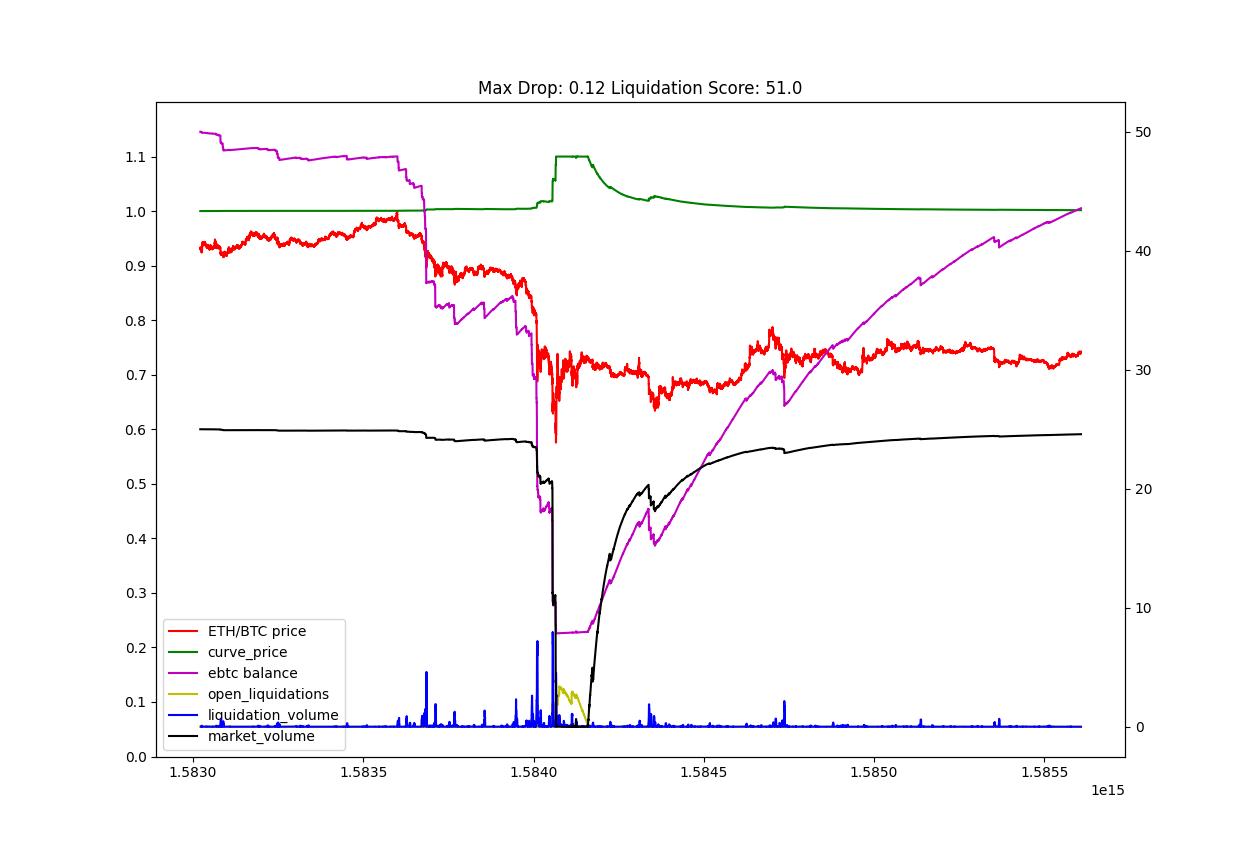 Max Drop: 0.12 Liquidation Score: 51.0
1.1
1.0
0.9
0.8
0.7
0.6
0.5
0.4
0.3
0.2
0.1
0.0
50
40
30
20
10
0
ETH/BTC price
curve_price
ebtc balance
open_liquidations
liquidation_volume
market_volume
1.5830 1.5835 1.5840 1.5845 1.5850 1.5855
1e15